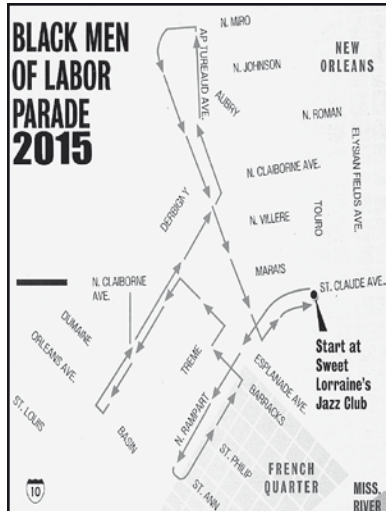 BLACK MEN
OF LABOR
PARADE
2015
N. MIRO
AP TUREAUD AVE.
N. JOHNSON
NEW
ORLEANS
AUBRY
N. ROMAN
ELYSIAN FIELDS AVE.
N. CLAIBORNE AVE.
DERBIGAY
N. VILLERE
TOURO
MARAIS
N. CLAIBORNE
AVE.
ST. CLAUDE AVE.
DUMAINE
ORLEANS AVE.
Start at
Sweet
Lorraine's
Jazz Club
TREME
ESPLANADE AVE.
BARRACKS
ST. LOUIS
BASIN
N. RAMPART
ST. PHILIP
ST. ANN
FRENCH
QUARTER
10
MISS.
RIVER